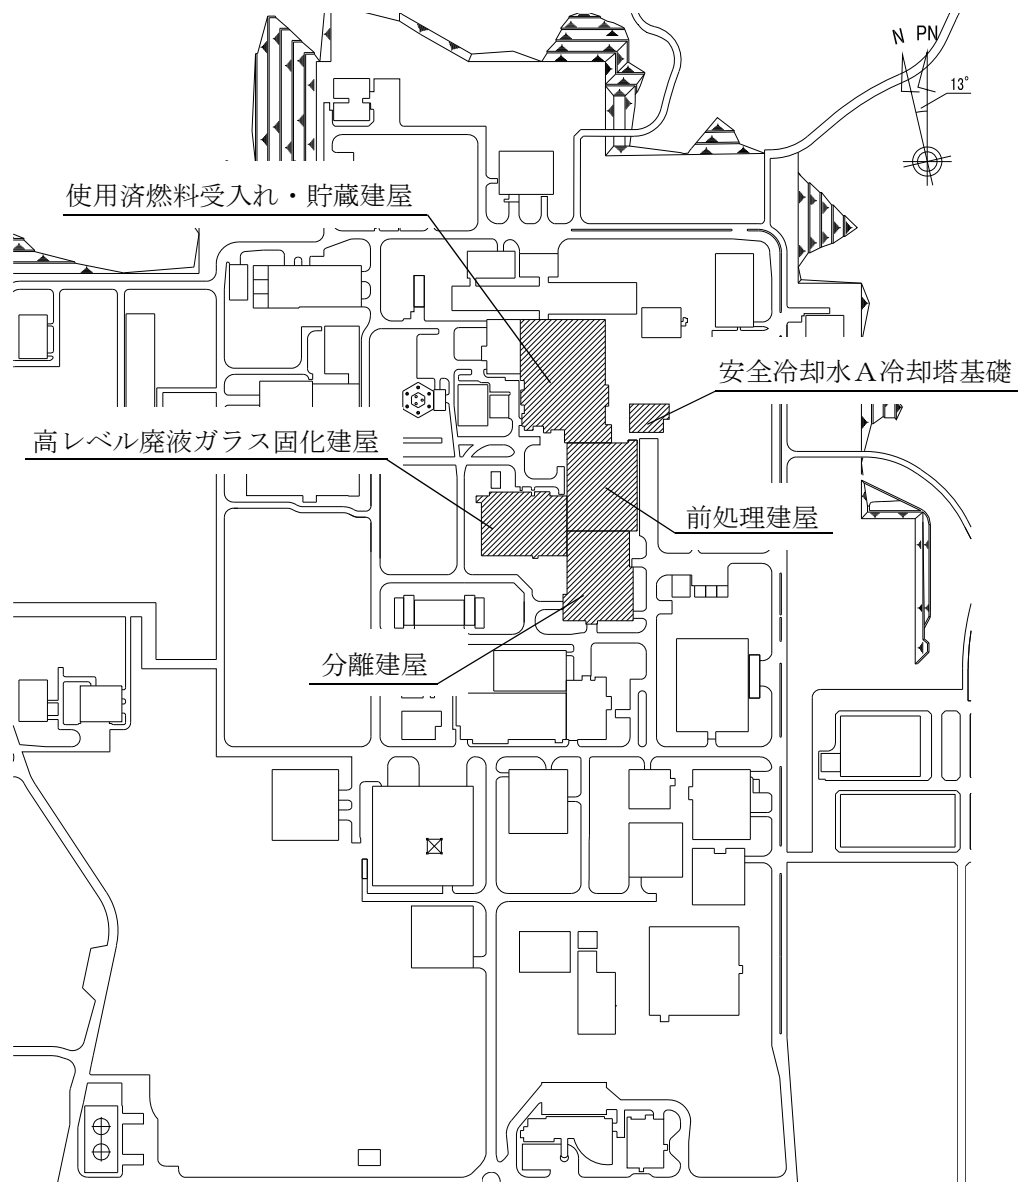 N PN
13°
使用済燃料受入れ・貯蔵建屋
安全冷却水Ａ冷却塔基礎
高レベル廃液ガラス固化建屋
前処理建屋
分離建屋